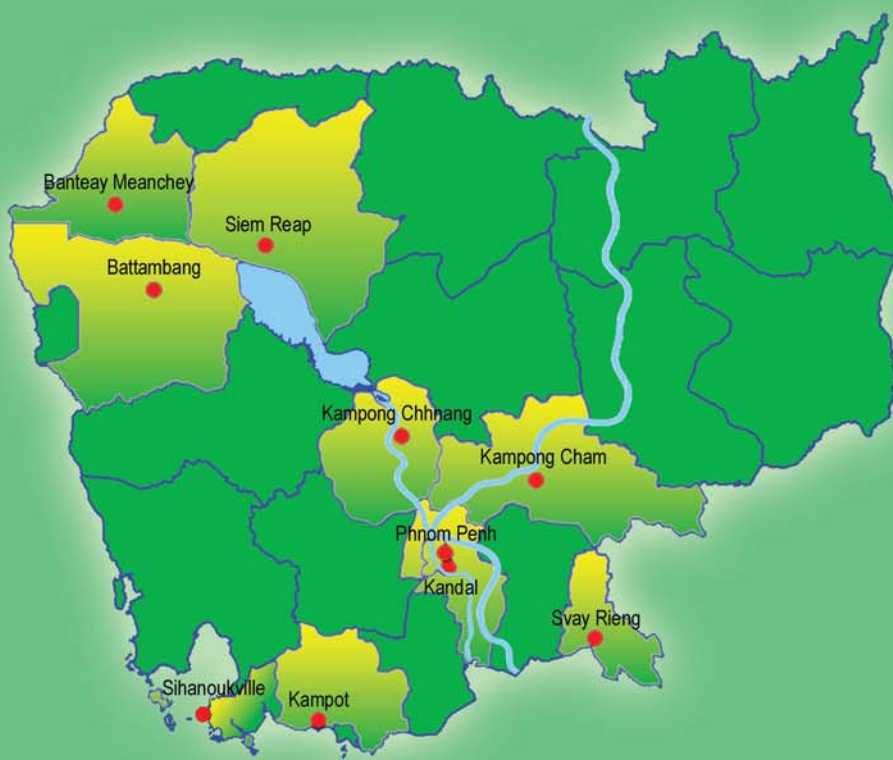 Banteay Meanchey
Siem Reap
Battambang
Kampong Chhnang
Kampong Cham
Phnom Penh
Kandal
Svay Rieng
Sihanoukville
Kampot